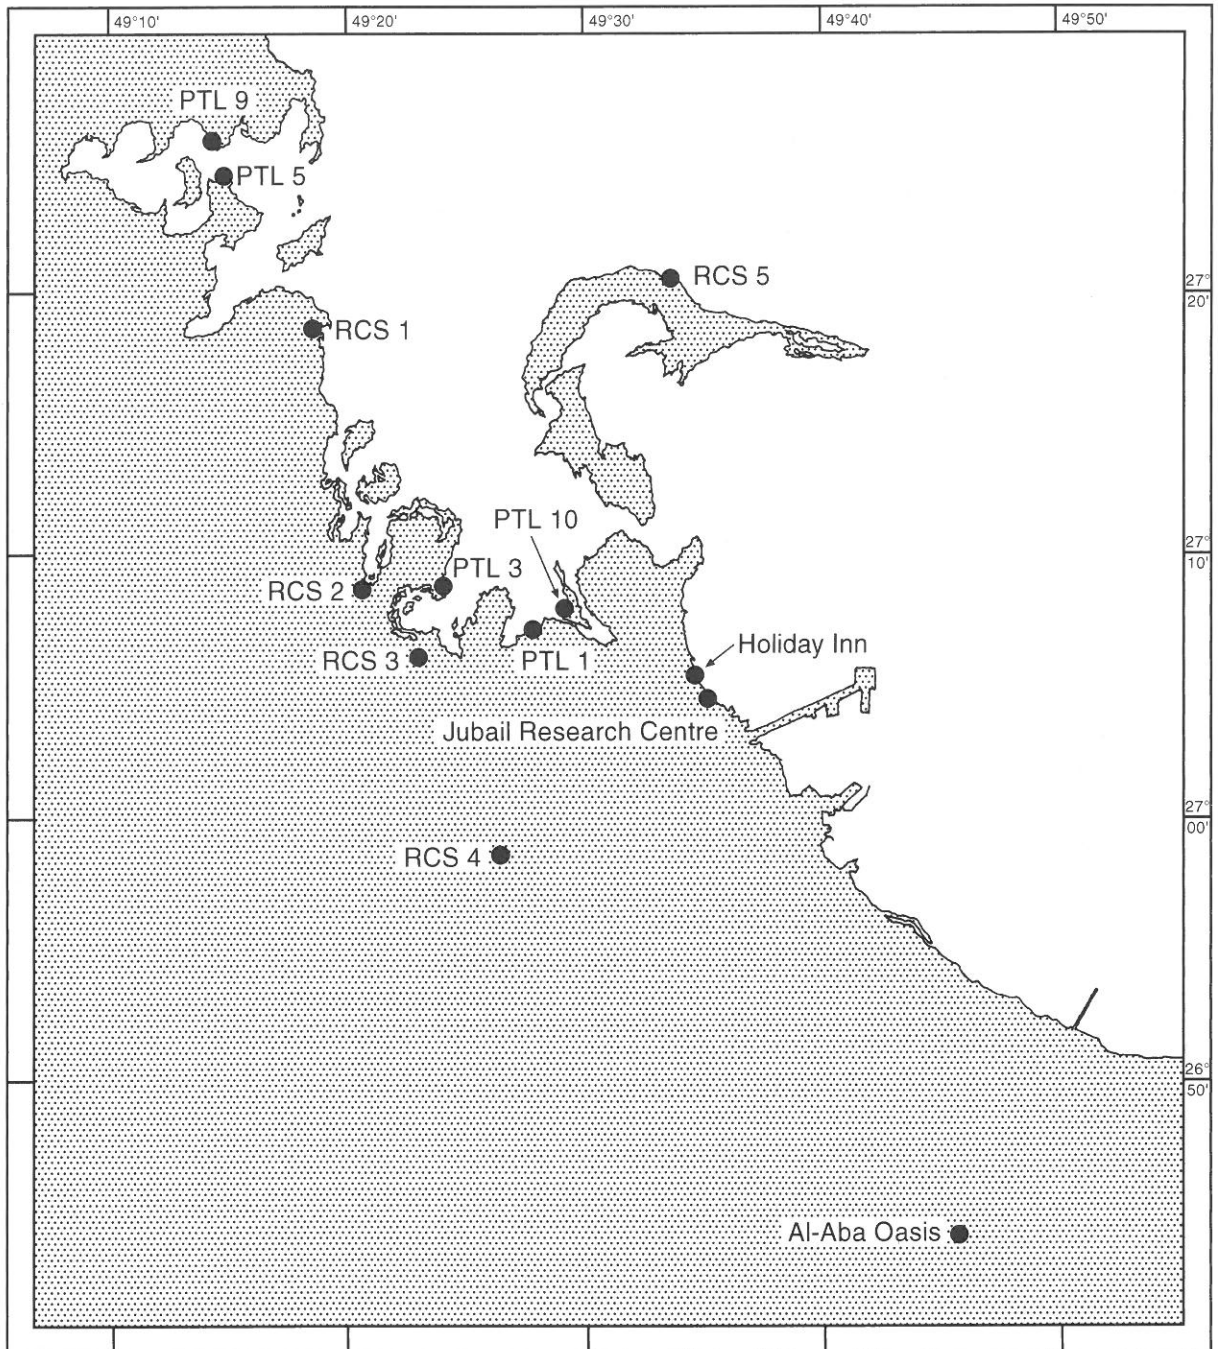 49°10'
49°20'
49°30'
49°40'
49°50'
PTL 9
PTL 5
RCS 5
27°
20'
RCS 1
PTL 10
27°
10'
PTL 3
RCS 2
Holiday Inn
RCS 3
PTL 1
Jubail Research Centre
27°
00'
RCS 4
26°
50'
Al-Aba Oasis